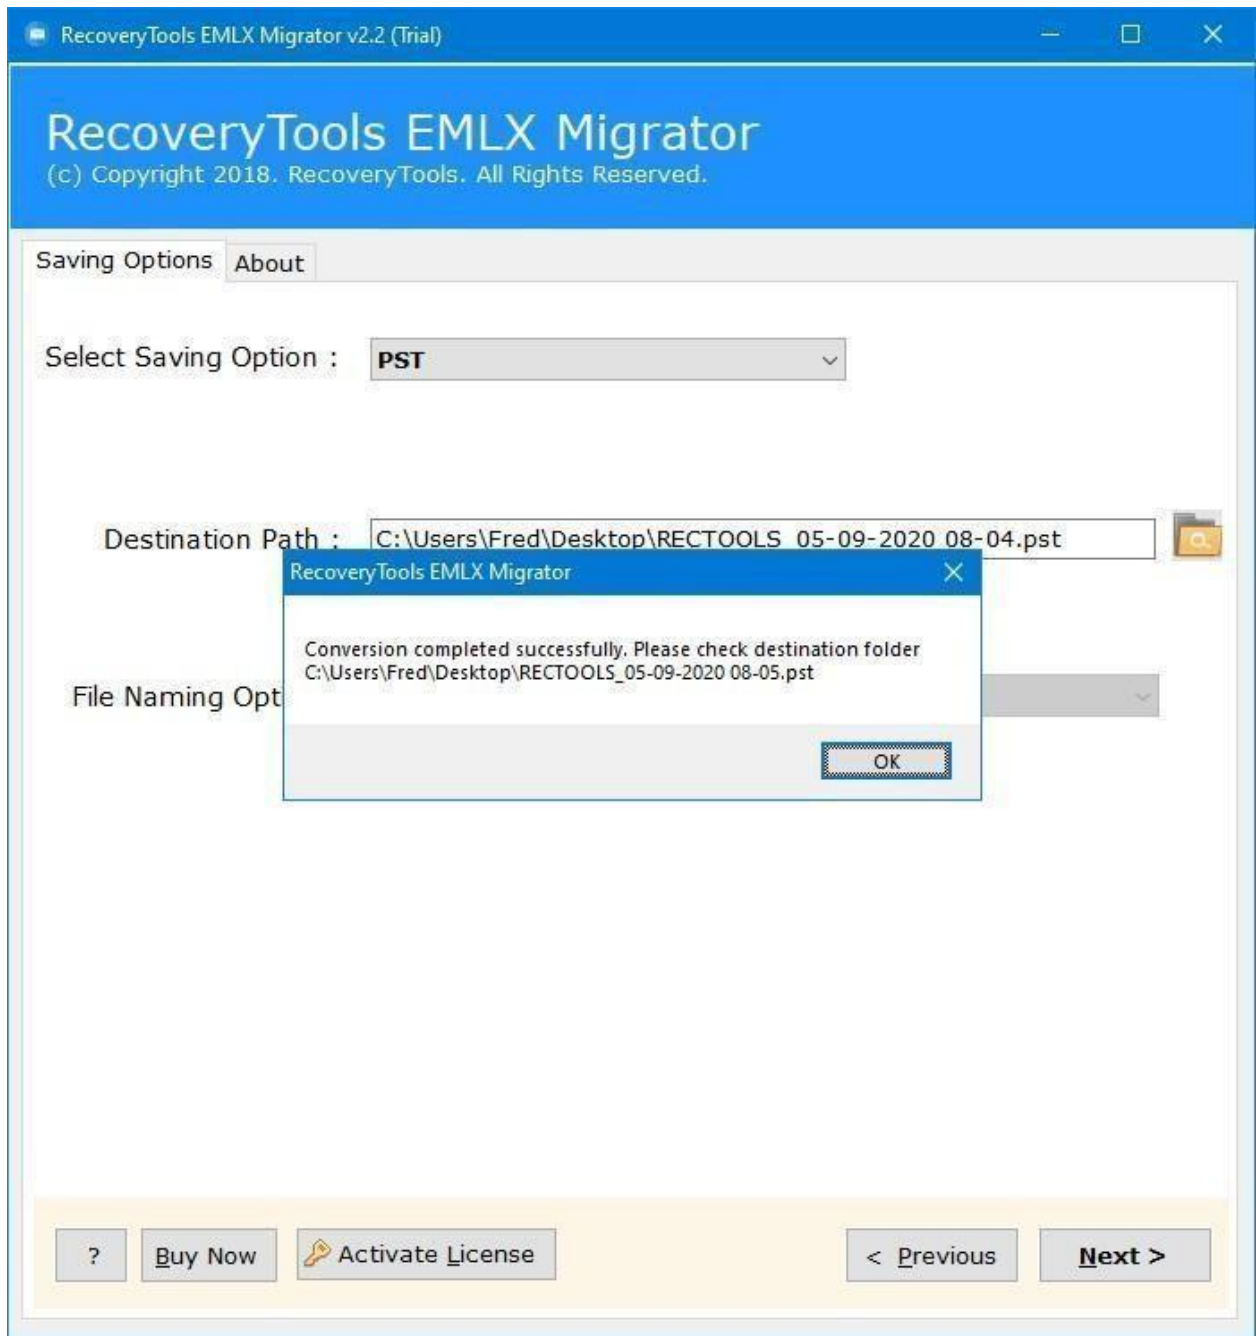 RecoveryTools EMLX Migrator v2.2 (Trial)
RecoveryTools EMLX Migrator
(c) Copyright 2018. RecoveryTools. All Rights Reserved.
Saving Options About
Select Saving Option : PST
Destination Path : C:\Users\Fred\Desktop\RECTOOLS_05-09-2020 08-04.pst
RecoveryTools EMLX Migrator
Conversion completed successfully. Please check destination folder
C:\Users\Fred\Desktop\RECTOOLS_05-09-2020 08-05.pst
File Naming Opt
OK
? Buy Now Activate License < Previous Next >